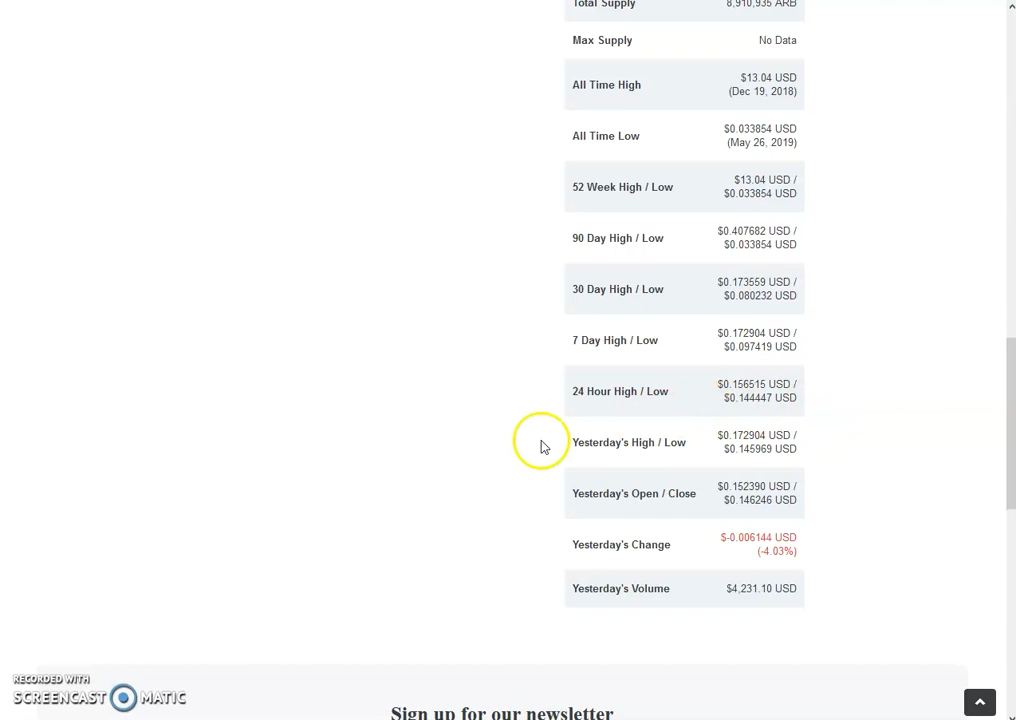 Total Supply 8,910,935 ARB
Max Supply No Data
All Time High $13.04 USD
(Dec 19, 2018)
All Time Low $0.033854 USD
(May 26, 2019)
52 Week High / Low $13.04 USD /
$0.033854 USD
90 Day High / Low $0.407682 USD /
$0.033854 USD
30 Day High / Low $0.173559 USD /
$0.080232 USD
7 Day High / Low $0.172904 USD /
$0.097419 USD
24 Hour High / Low $0.156515 USD /
$0.144447 USD
Yesterday's High / Low $0.172904 USD /
$0.145969 USD
Yesterday's Open / Close $0.152390 USD /
$0.146246 USD
Yesterday's Change $-0.006144 USD
(-4.03%)
Yesterday's Volume $4,231.10 USD
RECORDED WITH
SCREENCAST MATIC
Sign up for our newsletter